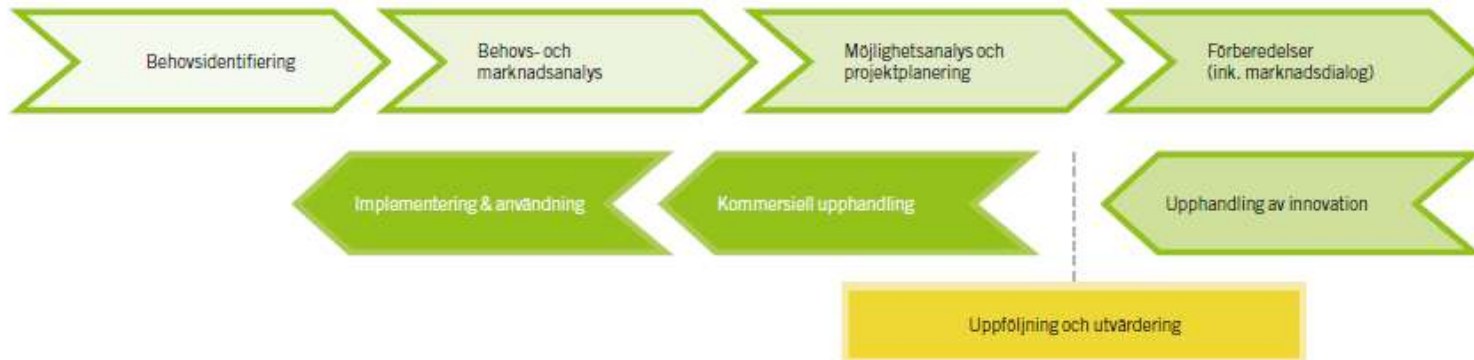 Behovsidentifiering
Behovs- och
marknadsanalys
Möjlighetsanalys och
projektplanering
Förberedelser
(ink. marknadsdialog)
Implementering & användning
Kommersiell upphandling
Upphandling av innovation
Uppföljning och utvärdering